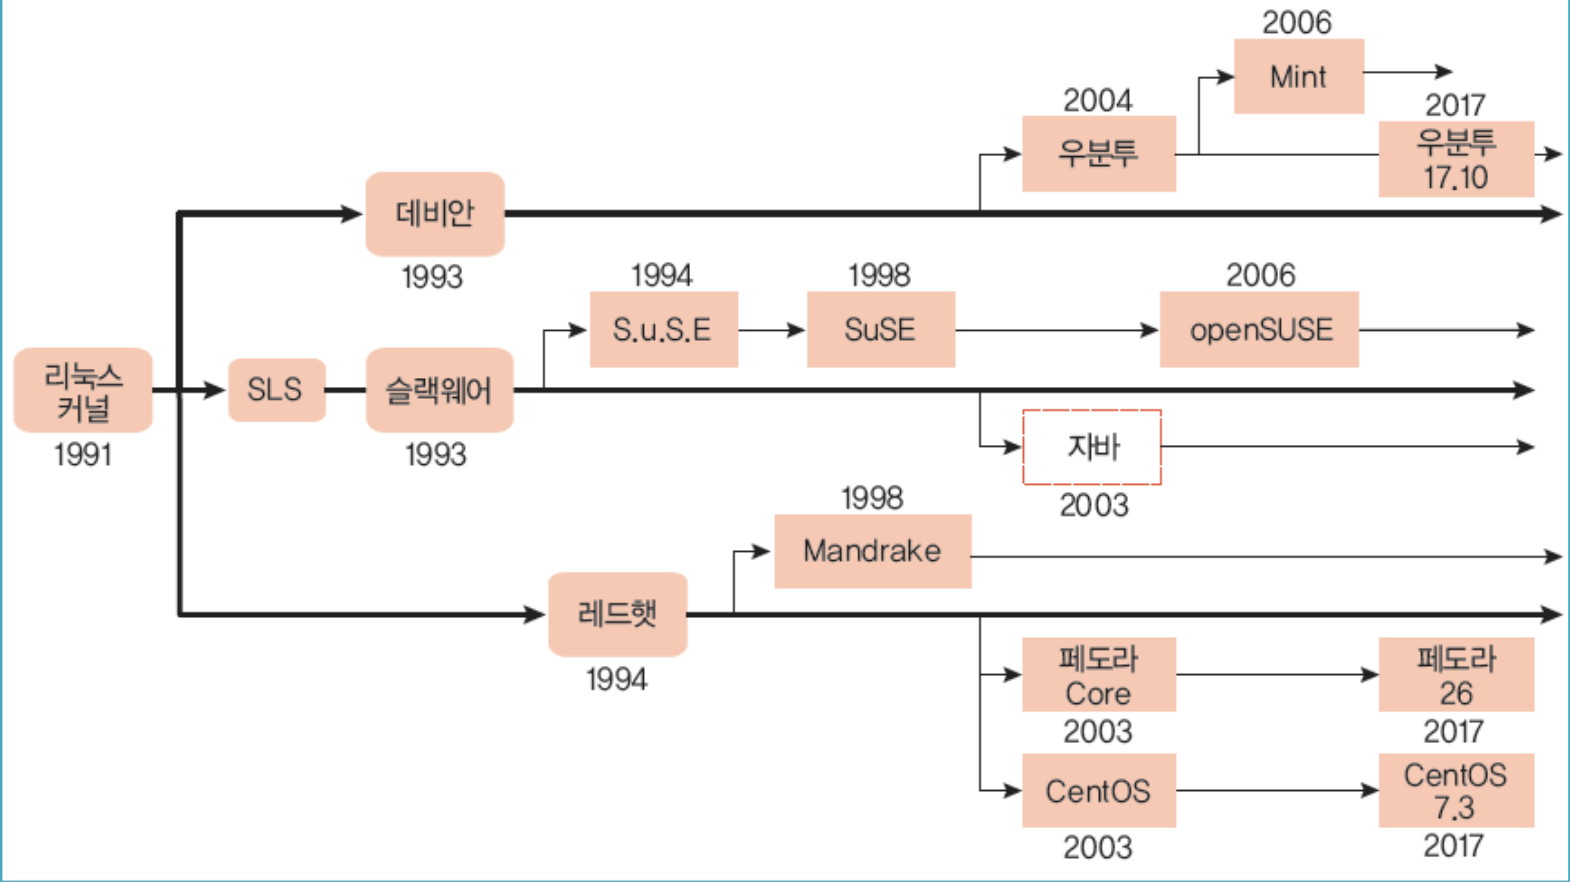 2006
Mint
2004
우분투
2017
우분투
17.10
데비안
1993
1994
S.u.S.E
1998
SuSE
2006
openSUSE
리눅스
커널
1991
SLS
슬랙웨어
1993
자바
2003
1998
Mandrake
레드햇
1994
페도라
Core
2003
페도라
26
2017
CentOS
2003
CentOS
7.3
2017